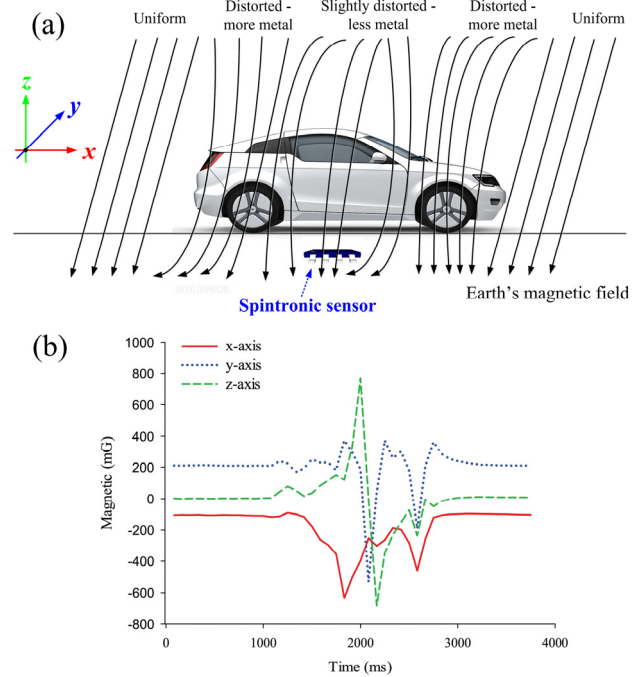 (a)
Uniform
Distorted -
more metal
Slightly distorted -
less metal
Distorted -
more metal
Uniform
z
y
x
Spintronic sensor
Earth's magnetic field
(b)
1000
800
600
400
200
0
-200
-400
-600
-800
Magnetic (mG)
x-axis
y-axis
z-axis
0
1000
2000
3000
4000
Time (ms)